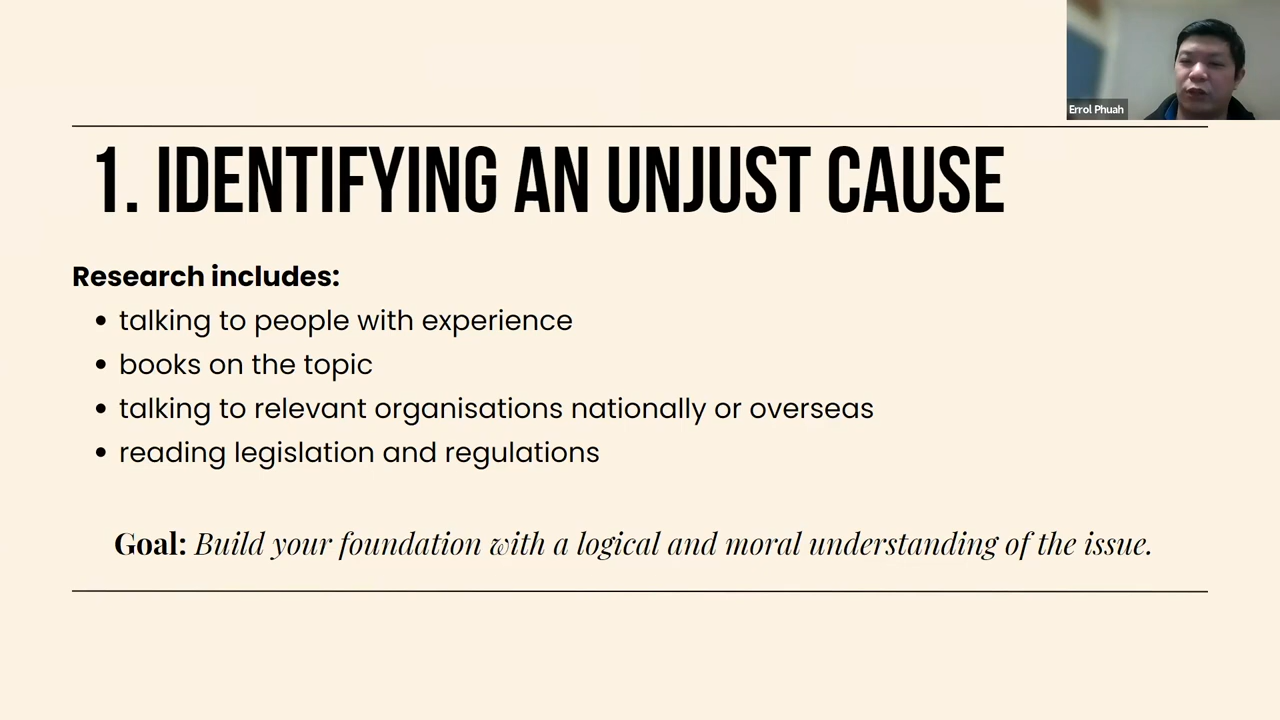 Errol Phuah
1. IDENTIFYING AN UNJUST CAUSE
Research includes:
• talking to people with experience
• books on the topic
• talking to relevant organisations nationally or overseas
• reading legislation and regulations
Goal: Build your foundation with a logical and moral understanding of the issue.